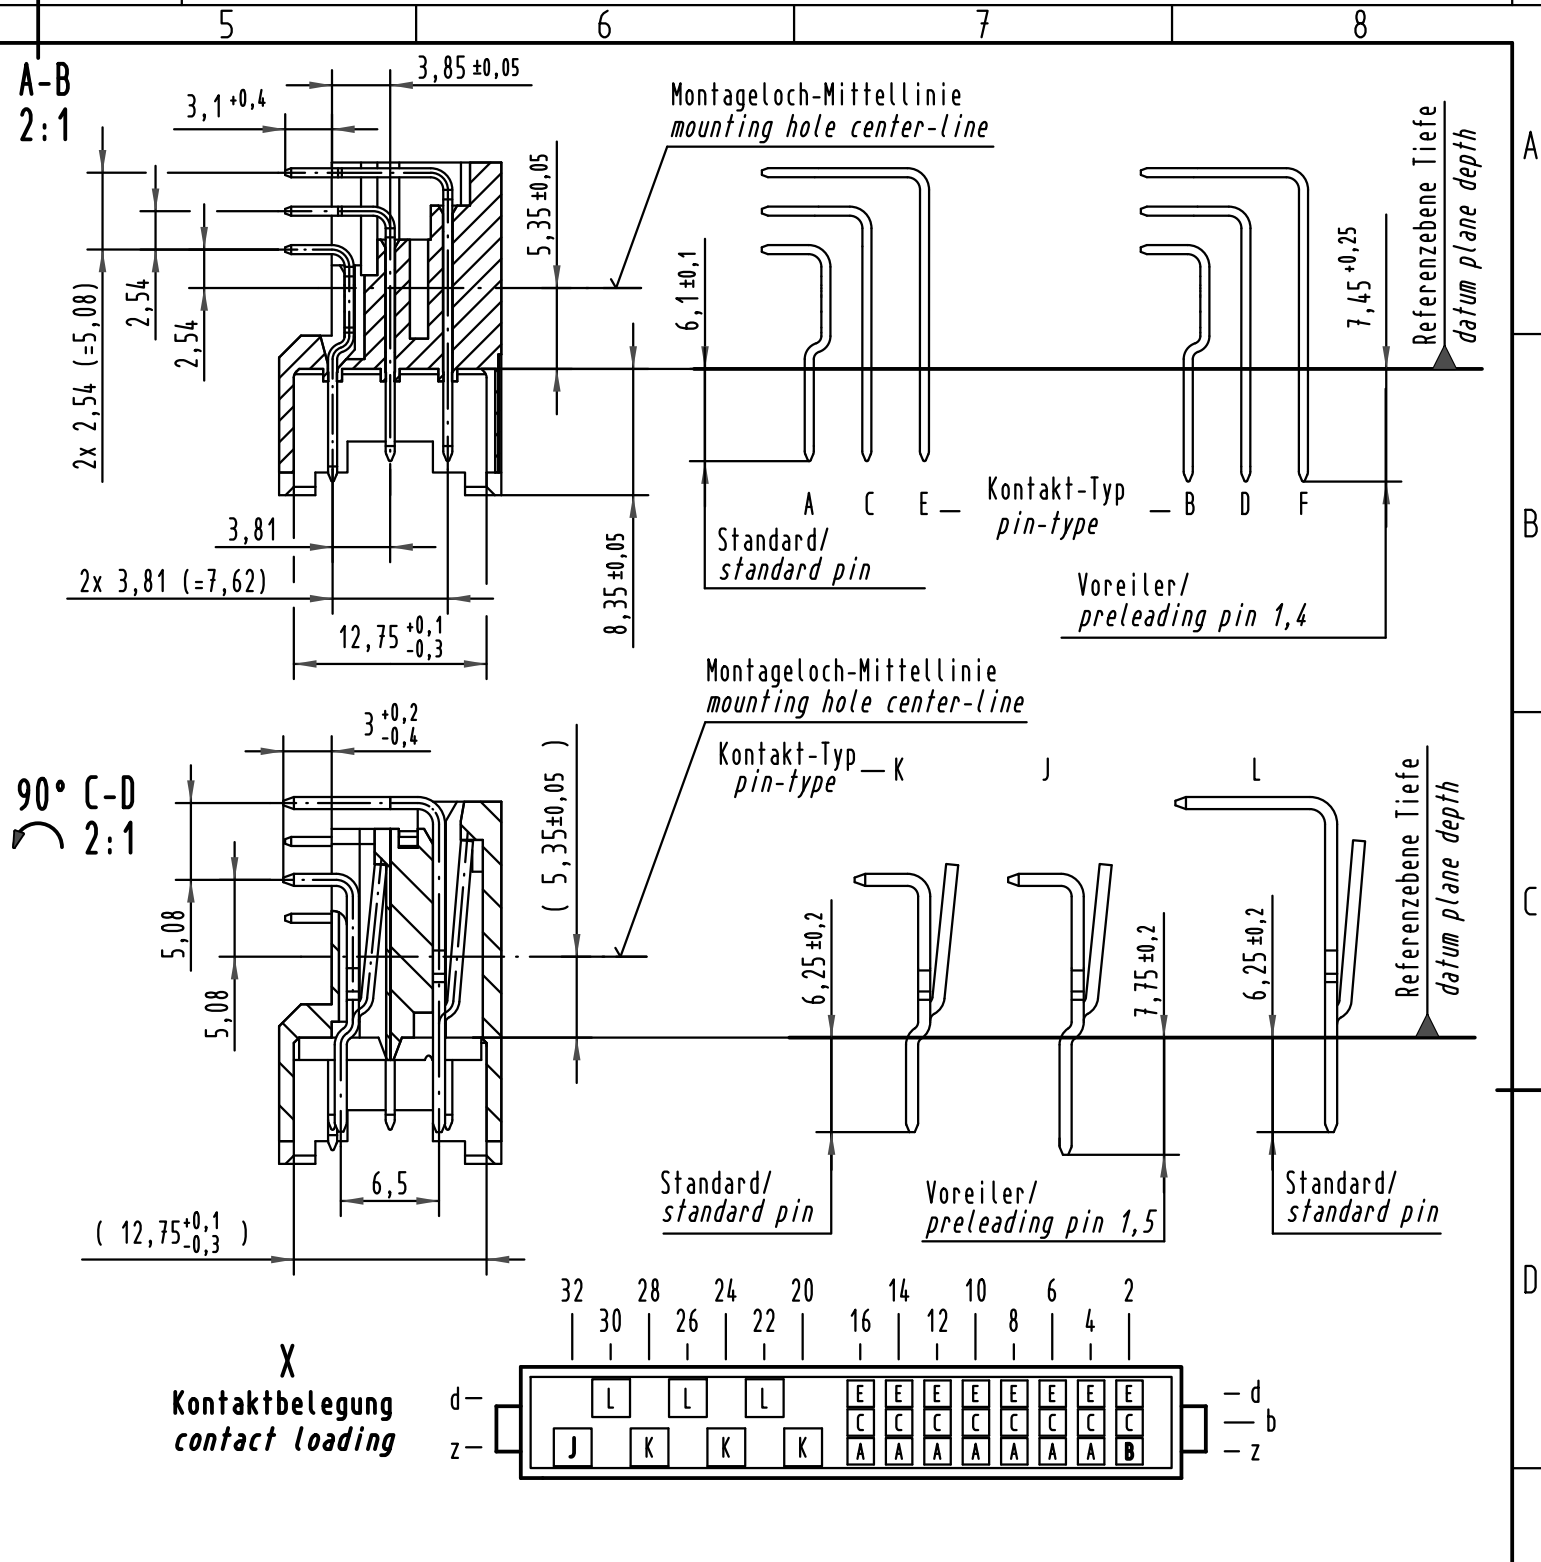 5
6
7
8
A
B
C
D
A-B
2:1
3,85 ±0,05
3,1 +0,4
Montageloch-Mittellinie
mounting hole center-line
5,35 ±0,05
2x 2,54 (=5,08)
2,54
2,54
6,1 ±0,1
7,45 +0,25
Referenzebene Tiefe
datum plane depth
A C E – Kontakt-Typ – B D F
pin-type
3,81
2x 3,81 (=7,62)
12,75 +0,1
-0,3
8,35 ±0,05
Standard/
standard pin
Voreiler/
preleading pin 1,4
Montageloch-Mittellinie
mounting hole center-line
90° C-D
2:1
3 +0,2
-0,4
( 5,35±0,05 )
Kontakt-Typ – K J L
pin-type
5,08
5,08
6,25 ±0,2
7,75 ±0,2
6,25 ±0,2
Referenzebene Tiefe
datum plane depth
6,5
( 12,75 +0,1 )
-0,3
Standard/
standard pin
Voreiler/
preleading pin 1,5
Standard/
standard pin
32 28 24 20 14 10 6 2
30 26 22 16 12 8 4
X
Kontaktbelegung
contact loading
d – L L L E E E E E E E E – d
C C C C C C C C – b
z – J K K K A A A A A A A B – z